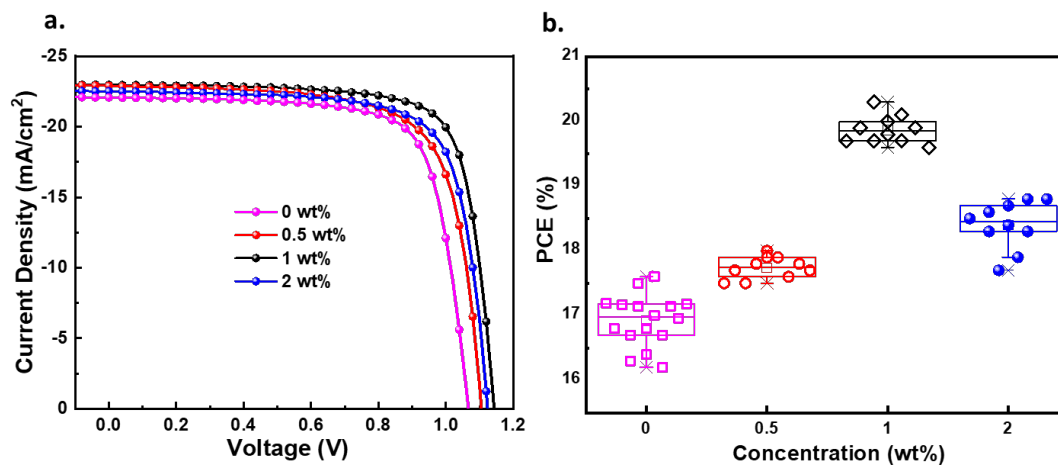 a.
Current Density (mA/cm²)
-25
-20
-15
-10
-5
0
0 wt%
0.5 wt%
1 wt%
2 wt%
0.0
0.2
0.4
0.6
0.8
1.0
1.2
Voltage (V)
b.
PCE (%)
21
20
19
18
17
16
0
0.5
1
2
Concentration (wt%)